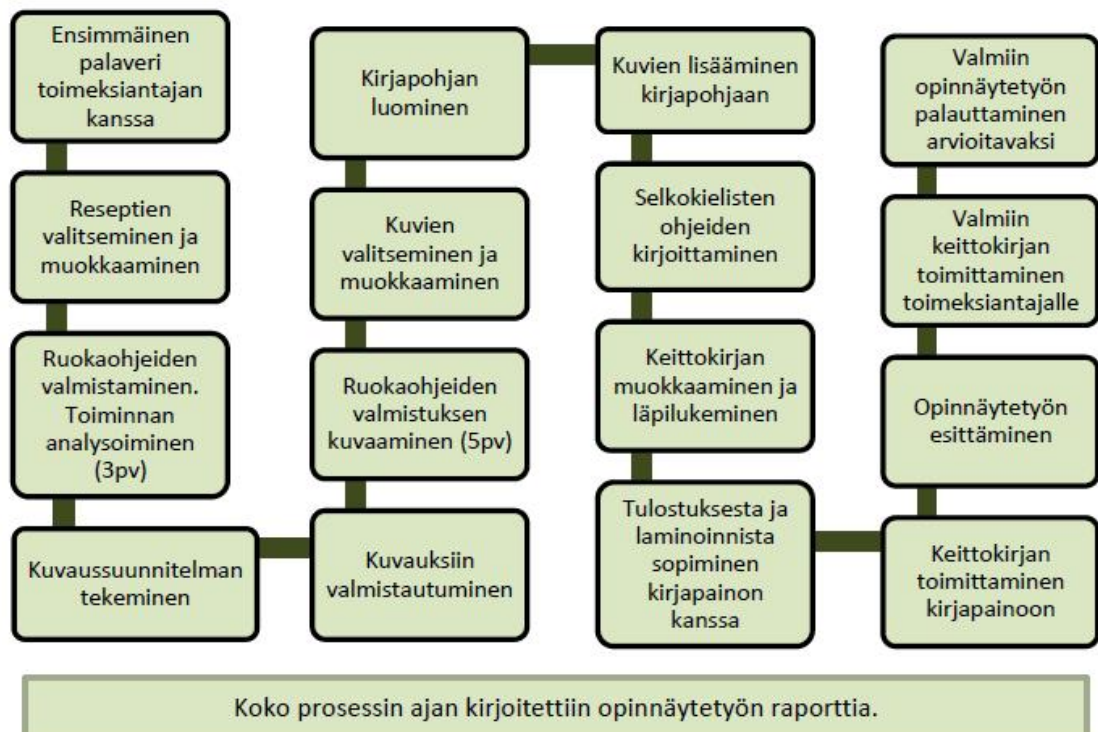 Ensimmäinen
palaveri
toimeksiantajan
kanssa
Reseptien
valitseminen ja
muokkaaminen
Ruokaohjeiden
valmistaminen.
Toiminnan
analysoiminen
(3pv)
Kuvaussuunnitelman
tekeminen
Kuvauksiin
valmistautuminen
Ruokaohjeiden
valmistuksen
kuvaaminen (5pv)
Kuvien
valitseminen ja
muokkaaminen
Kirjapohjan
luominen
Kuvien lisääminen
kirjapohjaan
Selkokielisten
ohjeiden
kirjoittaminen
Keittokirjan
muokkaaminen ja
läpilukeminen
Tulostuksesta ja
laminoinnista
sopiminen
kirjapainon
kanssa
Keittokirjan
toimittaminen
kirjapainoon
Opinnäytetyön
esittäminen
Valmiin
keittokirjan
toimittaminen
toimeksiantajalle
Valmiin
opinnäytetyön
palauttaminen
arvioitavaksi
Koko prosessin ajan kirjoitettiin opinnäytetyön raporttia.